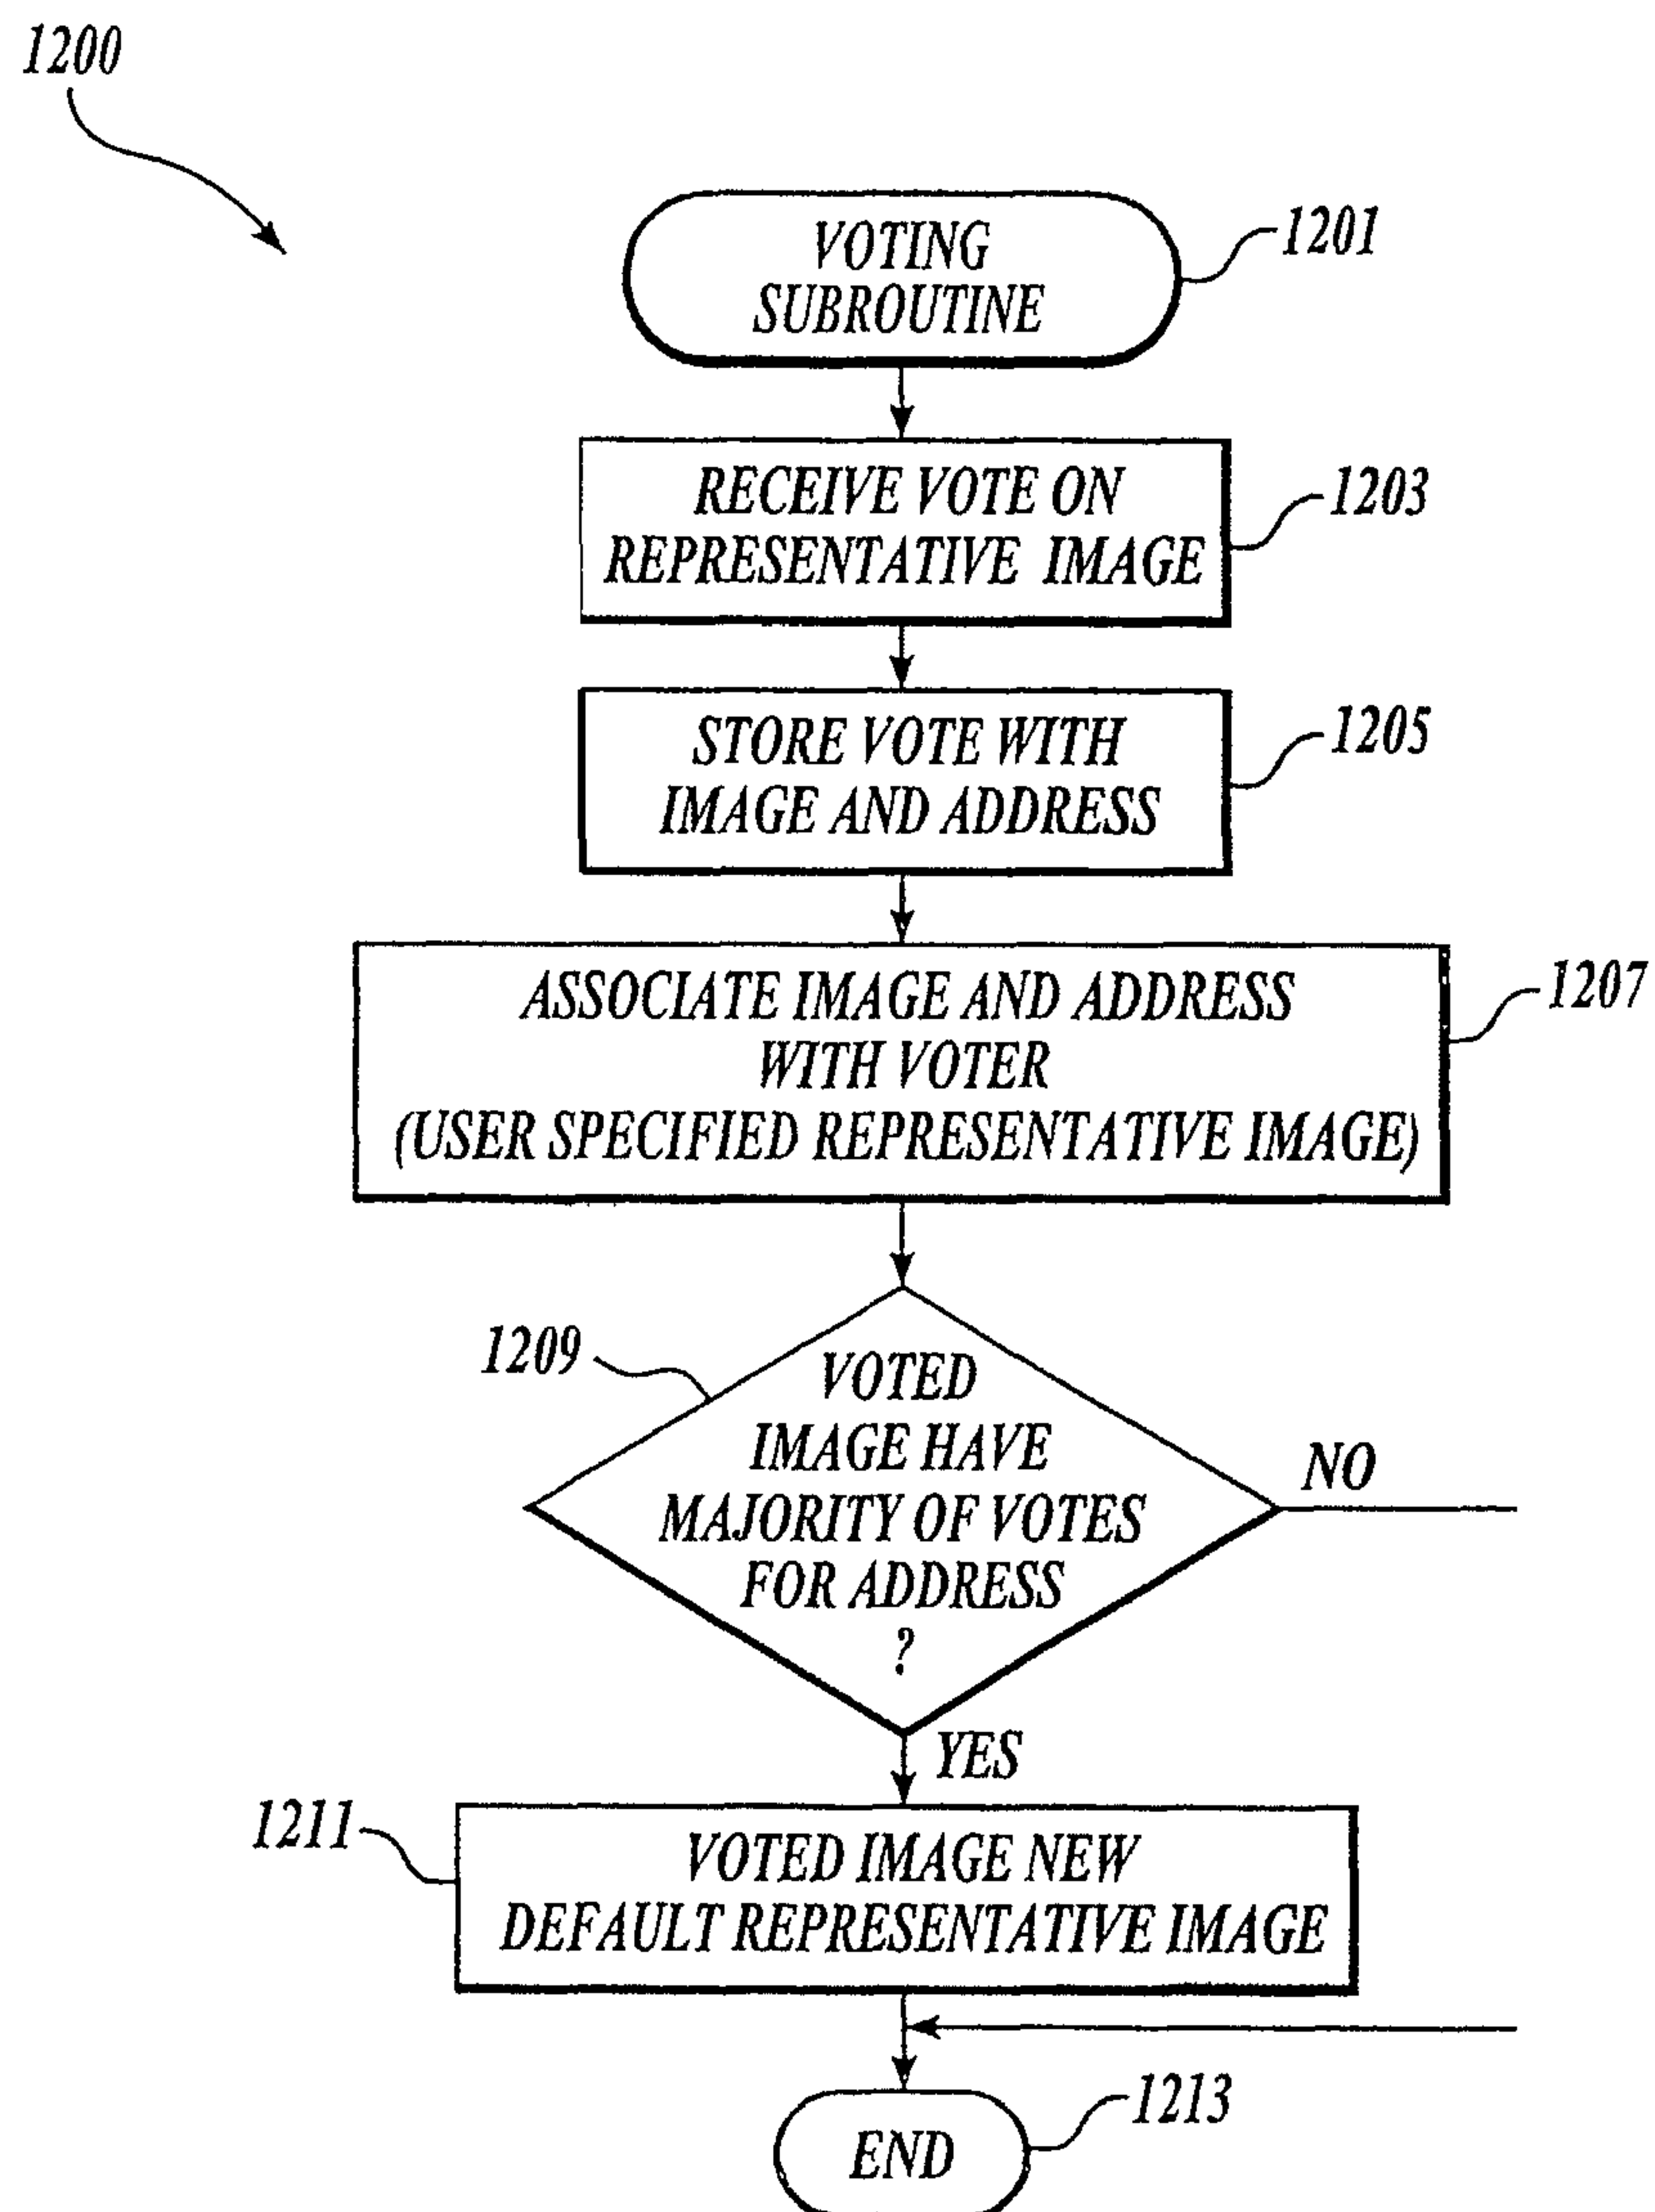 1200
VOTING
SUBROUTINE
1201
RECEIVE VOTE ON
REPRESENTATIVE IMAGE
1203
STORE VOTE WITH
IMAGE AND ADDRESS
1205
ASSOCIATE IMAGE AND ADDRESS
WITH VOTER
(USER SPECIFIED REPRESENTATIVE IMAGE)
1207
1209
VOTED
IMAGE HAVE
MAJORITY OF VOTES
FOR ADDRESS
?
NO
YES
1211
VOTED IMAGE NEW
DEFAULT REPRESENTATIVE IMAGE
1213
END